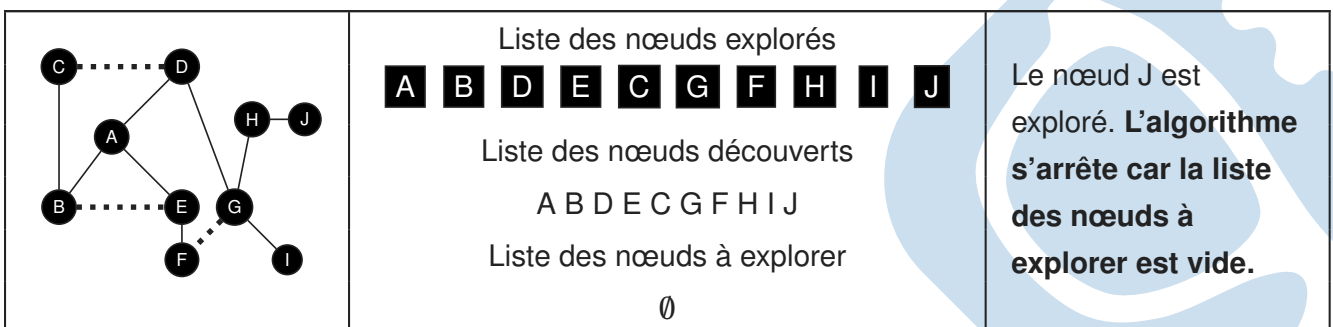 C D
A H J
B E G
F I
Liste des nœuds explorés
A B D E C G F H I J
Liste des nœuds découverts
A B D E C G F H I J
Liste des nœuds à explorer
∅
Le nœud J est
exploré. L'algorithme
s'arrête car la liste
des nœuds à
explorer est vide.